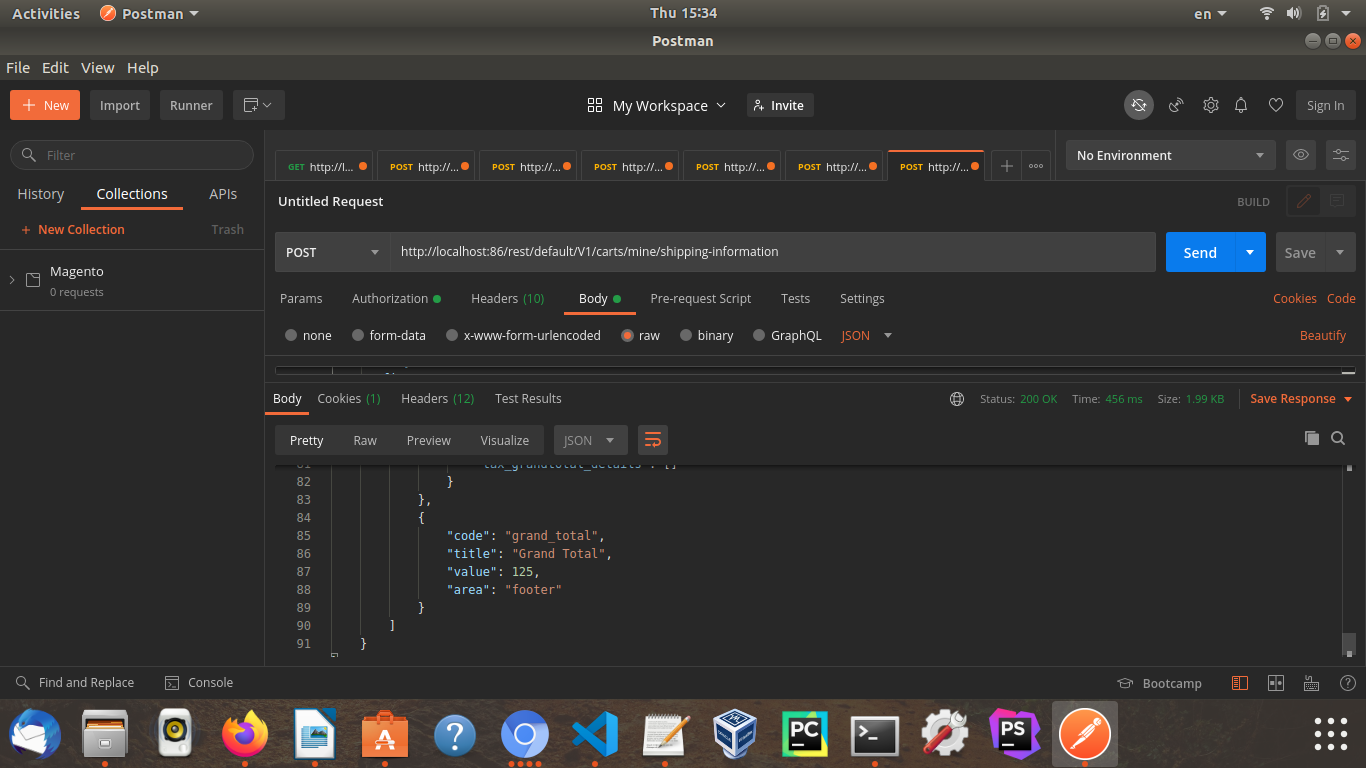 Activities Postman Thu 15:34 en
Postman
File Edit View Help
New Import Runner My Workspace Invite Sign In
Filter
GET http://l... POST http://... POST http://... POST http://... POST http://... POST http://... POST http://...
No Environment
History Collections APIs
Untitled Request BUILD
+ New Collection Trash
POST http://localhost:86/rest/default/V1/carts/mine/shipping-information Send Save
Magento
0 requests
Params Authorization Headers (10) Body Pre-request Script Tests Settings Cookies Code
none form-data x-www-form-urlencoded raw binary GraphQL JSON Beautify
Body Cookies (1) Headers (12) Test Results Status: 200 OK Time: 456 ms Size: 1.99 KB Save Response
Pretty Raw Preview Visualize JSON
81 "tax_grandtotal_details": []
82 }
83 },
84 {
85 "code": "grand_total",
86 "title": "Grand Total",
87 "value": 125,
88 "area": "footer"
89 }
90 ]
91 }
Find and Replace Console Bootcamp
PC PS